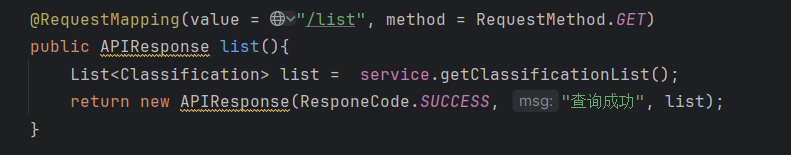 @RequestMapping(value = "/list", method = RequestMethod.GET)
public APIResponse list(){
List<Classification> list =  service.getClassificationList();
return new APIResponse(ResponeCode.SUCCESS, msg: "查询成功", list);
}